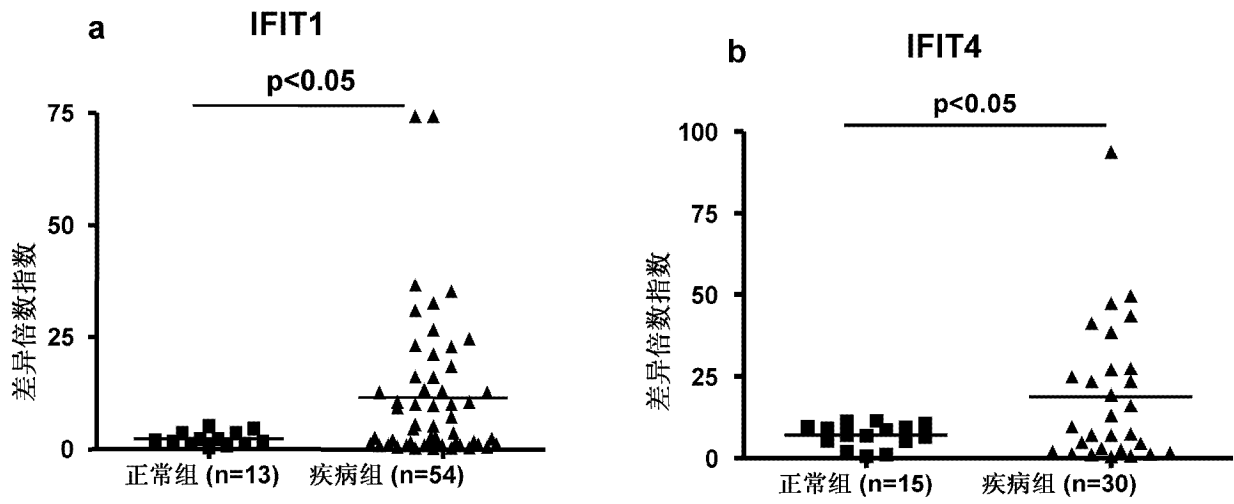 a
IFIT1
p<0.05
差异倍数指数
75
50
25
0
正常组 (n=13)
疾病组 (n=54)
b
IFIT4
p<0.05
差异倍数指数
100
75
50
25
0
正常组 (n=15)
疾病组 (n=30)